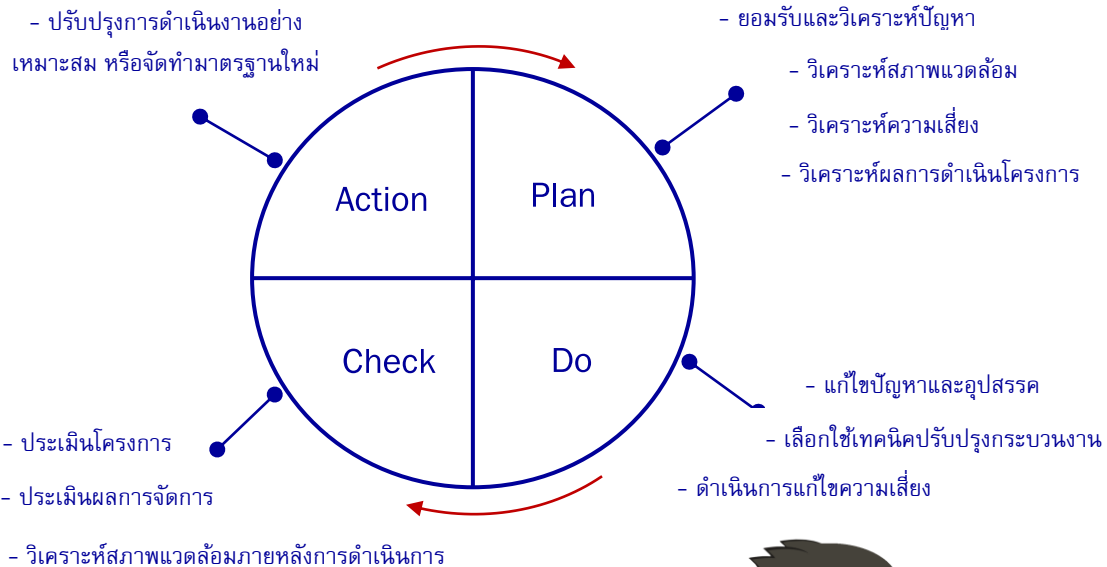 – ปรับปรุงการดำเนินงานอย่าง
เหมาะสม หรือจัดทำมาตรฐานใหม่
– ยอมรับและวิเคราะห์ปัญหา
– วิเคราะห์สภาพแวดล้อม
– วิเคราะห์ความเสี่ยง
– วิเคราะห์ผลการดำเนินโครงการ
Action
Plan
Check
Do
– แก้ไขปัญหาและอุปสรรค
– เลือกใช้เทคนิคปรับปรุงกระบวนงาน
– ดำเนินการแก้ไขความเสี่ยง
– ประเมินโครงการ
– ประเมินผลการจัดการ
– วิเคราะห์สภาพแวดล้อมภายหลังการดำเนินการ